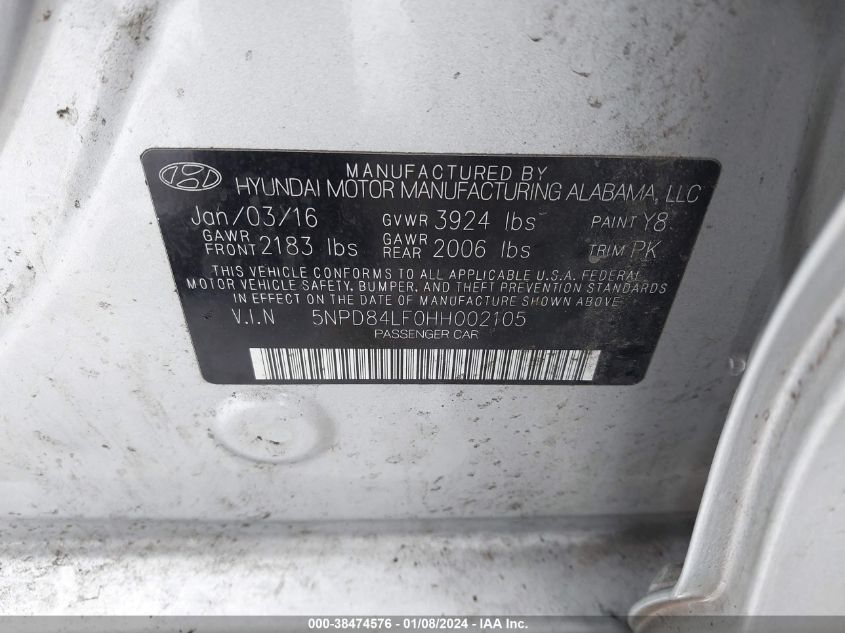 MANUFACTURED BY
HYUNDAI MOTOR MANUFACTURING ALABAMA, LLC
Jan/03/16 GVWR 3924 lbs PAINT Y8
GAWR FRONT 2183 lbs GAWR REAR 2006 lbs TRIM PK
THIS VEHICLE CONFORMS TO ALL APPLICABLE U.S.A. FEDERAL
MOTOR VEHICLE SAFETY, BUMPER, AND THEFT PREVENTION STANDARDS
IN EFFECT ON THE DATE OF MANUFACTURE SHOWN ABOVE
V.I.N 5NPD84LF0HH002105
PASSENGER CAR
000-38474576 - 01/08/2024 - IAA Inc.